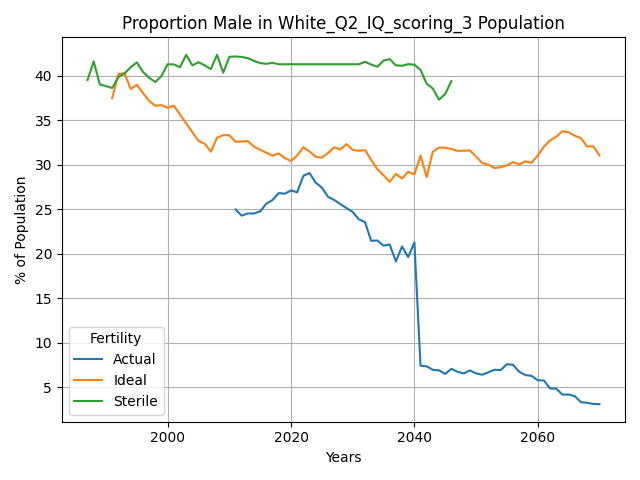 Proportion Male in White_Q2_IQ_scoring_3 Population
% of Population
40
35
30
25
20
15
10
5
Fertility
Actual
Ideal
Sterile
2000 2020 2040 2060
Years